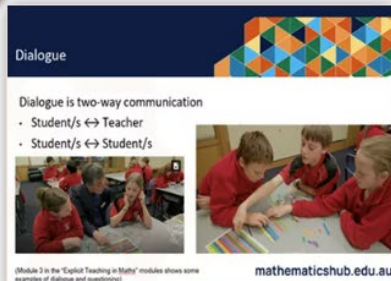 Dialogue
Dialogue is two-way communication
• Student/s ↔ Teacher
• Student/s ↔ Student/s
(Module 3 in the "Explicit Teaching in Maths" modules shows some
examples of dialogue and questioning)
mathematicshub.edu.au